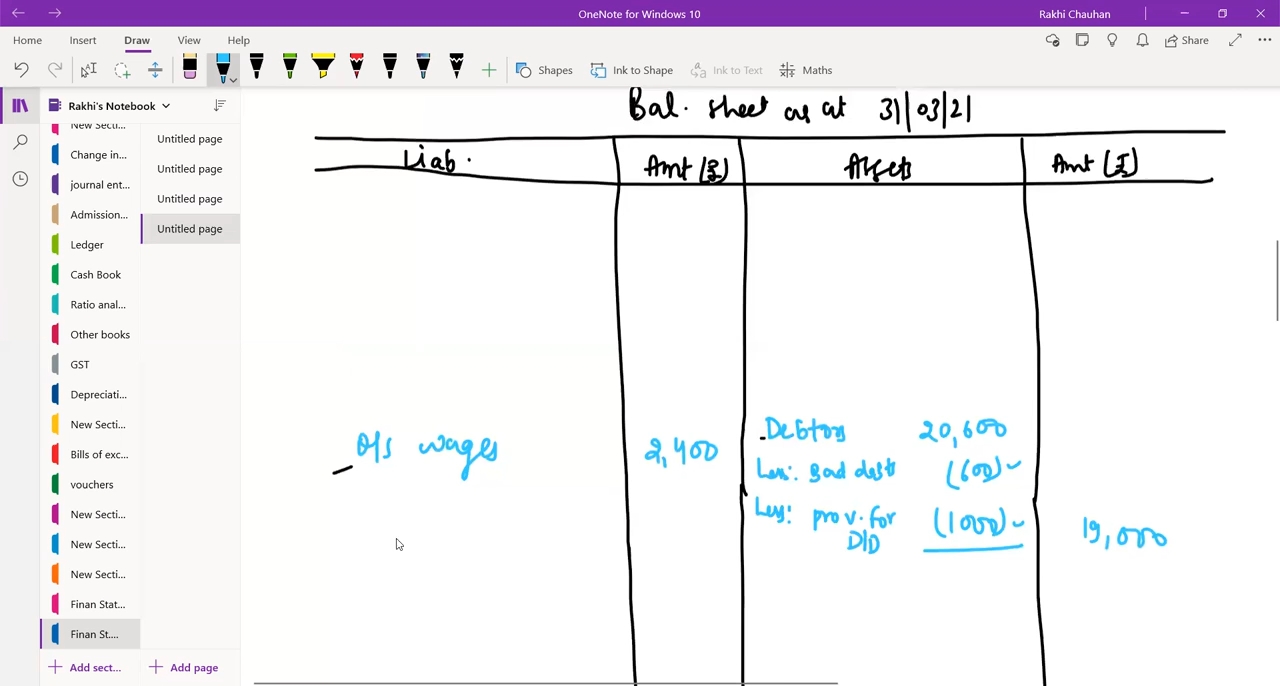 OneNote for Windows 10
Rakhi Chauhan
Home Insert Draw View Help
Share
Shapes
Ink to Shape
Ink to Text
Maths
Rakhi's Notebook
New Secti...
Change in...
journal ent...
Admission...
Ledger
Cash Book
Ratio anal...
Other books
GST
Depreciati...
New Secti...
Bills of exc...
vouchers
New Secti...
New Secti...
New Secti...
Finan Stat...
Finan St....
Add sect...
Untitled page
Untitled page
Untitled page
Untitled page
Add page
Bal. sheet as at 31/03/21
Liab. Amt (₹) Assets Amt (₹)
O/S wages 2,400
Debtors 20,600
Less: Bad debts (600)
Less: prov. for (1000) 19,000
D/D